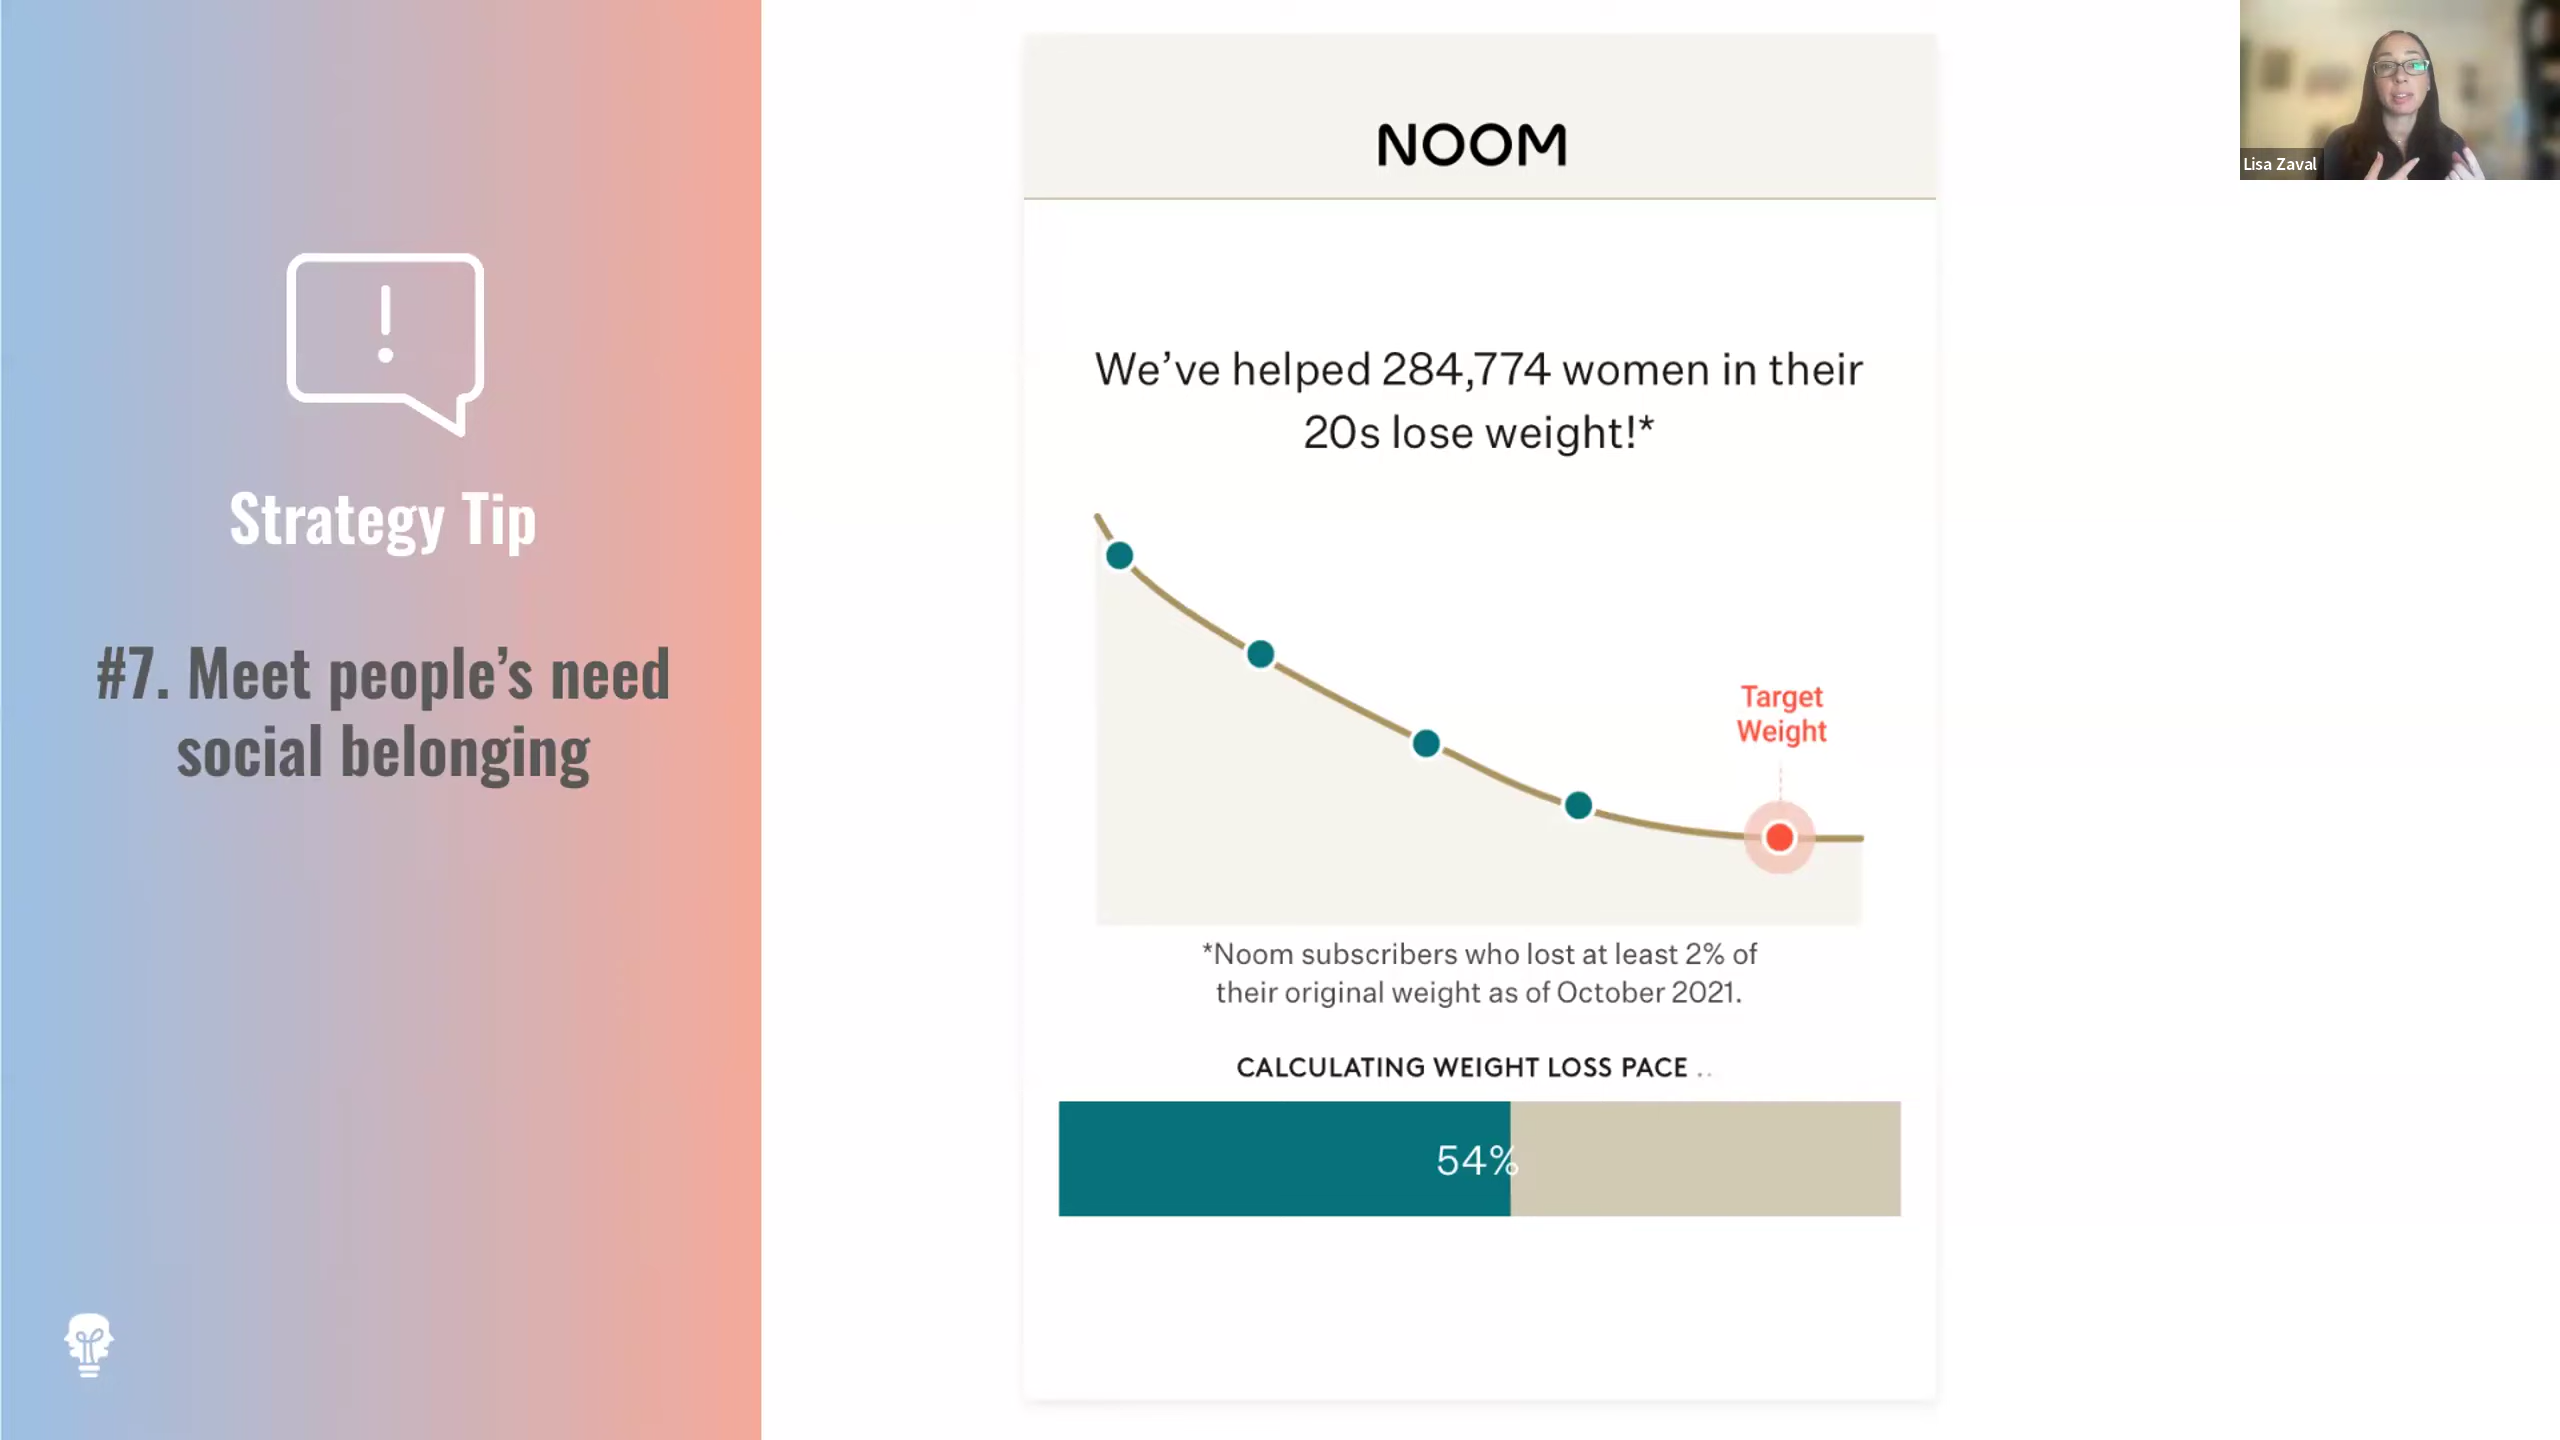 Strategy Tip
#7. Meet people’s need
social belonging
NOOM
We’ve helped 284,774 women in their
20s lose weight!*
Target
Weight
*Noom subscribers who lost at least 2% of
their original weight as of October 2021.
CALCULATING WEIGHT LOSS PACE ..
54%
Lisa Zaval